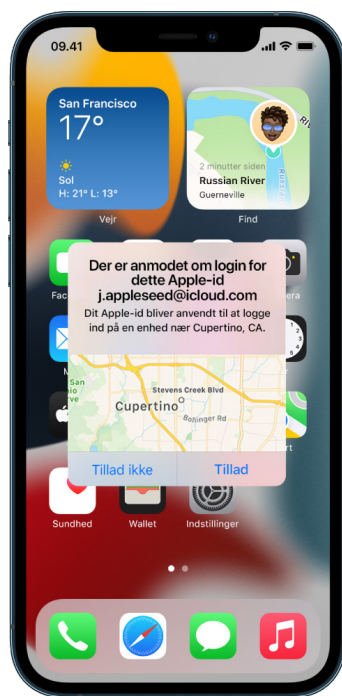 09.41
San Francisco
17°
Sol
H: 21° L: 13°
Vejr
2 minutter siden
Russian River
Guerneville
Find
Der er anmodet om login for
dette Apple-id
j.appleseed@icloud.com
Dit Apple-id bliver anvendt til at logge
ind på en enhed nær Cupertino, CA.
San
Stevens Creek Blvd
Cupertino
Bollinger Rd
Tillad ikke
Tillad
Sundhed
Wallet
Indstillinger